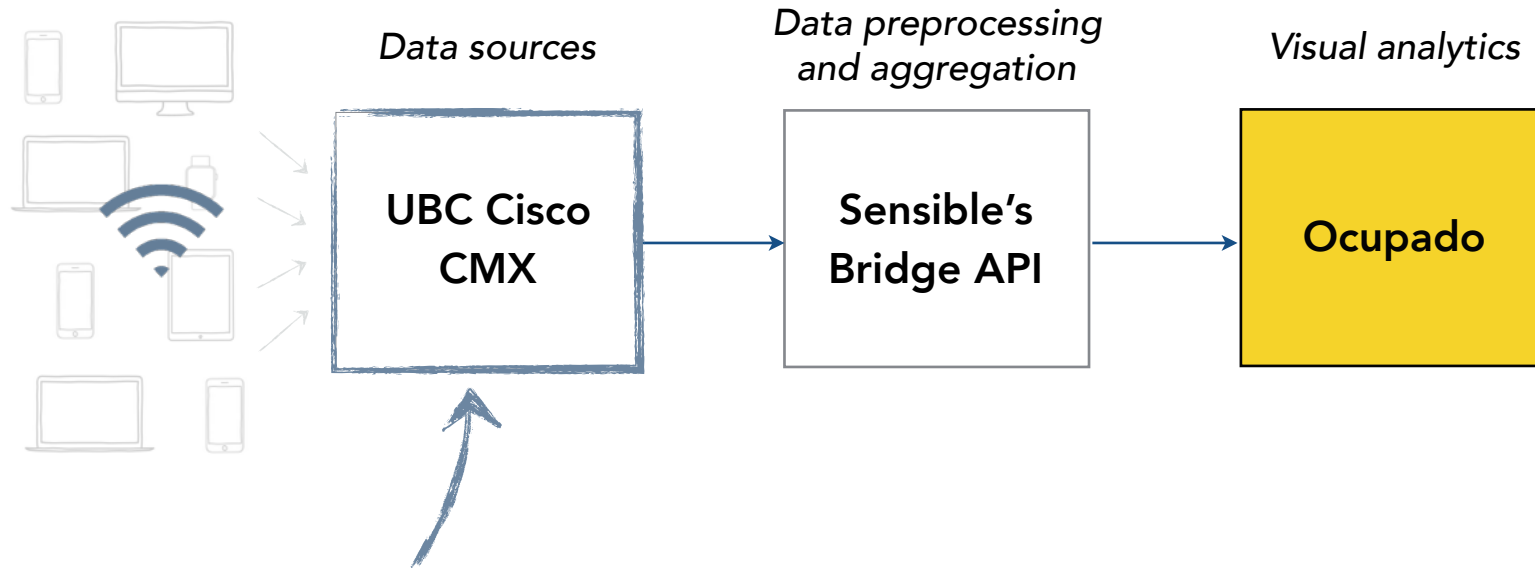 Data sources
UBC Cisco
CMX
Data preprocessing
and aggregation
Sensible's
Bridge API
Visual analytics
Ocupado